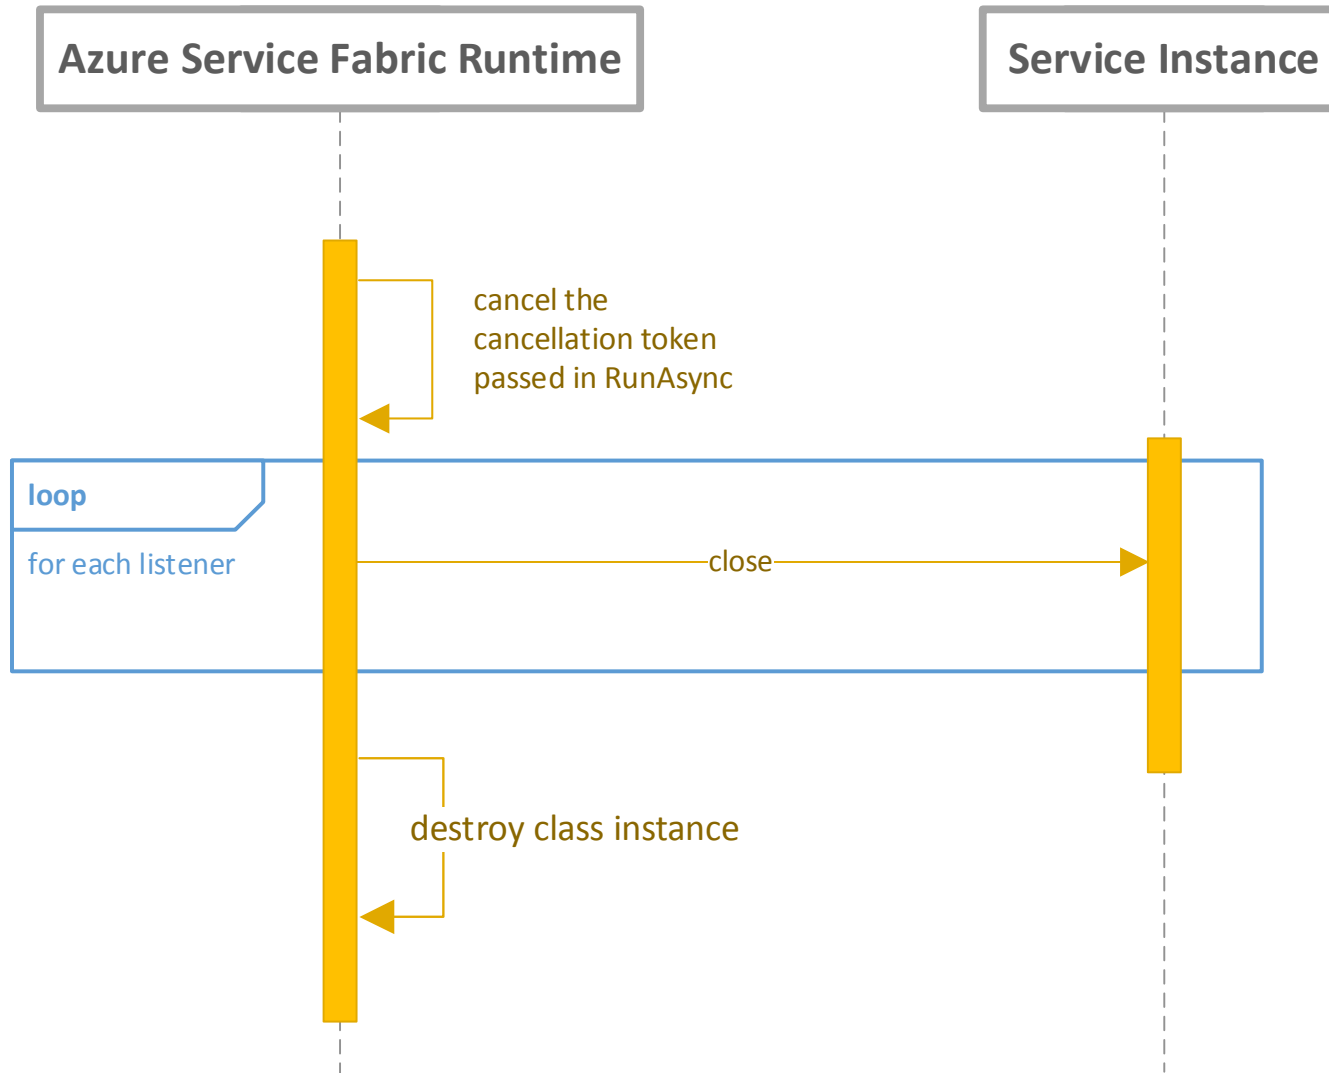 Azure Service Fabric Runtime
Service Instance
cancel the
cancellation token
passed in RunAsync
loop
for each listener
close
destroy class instance